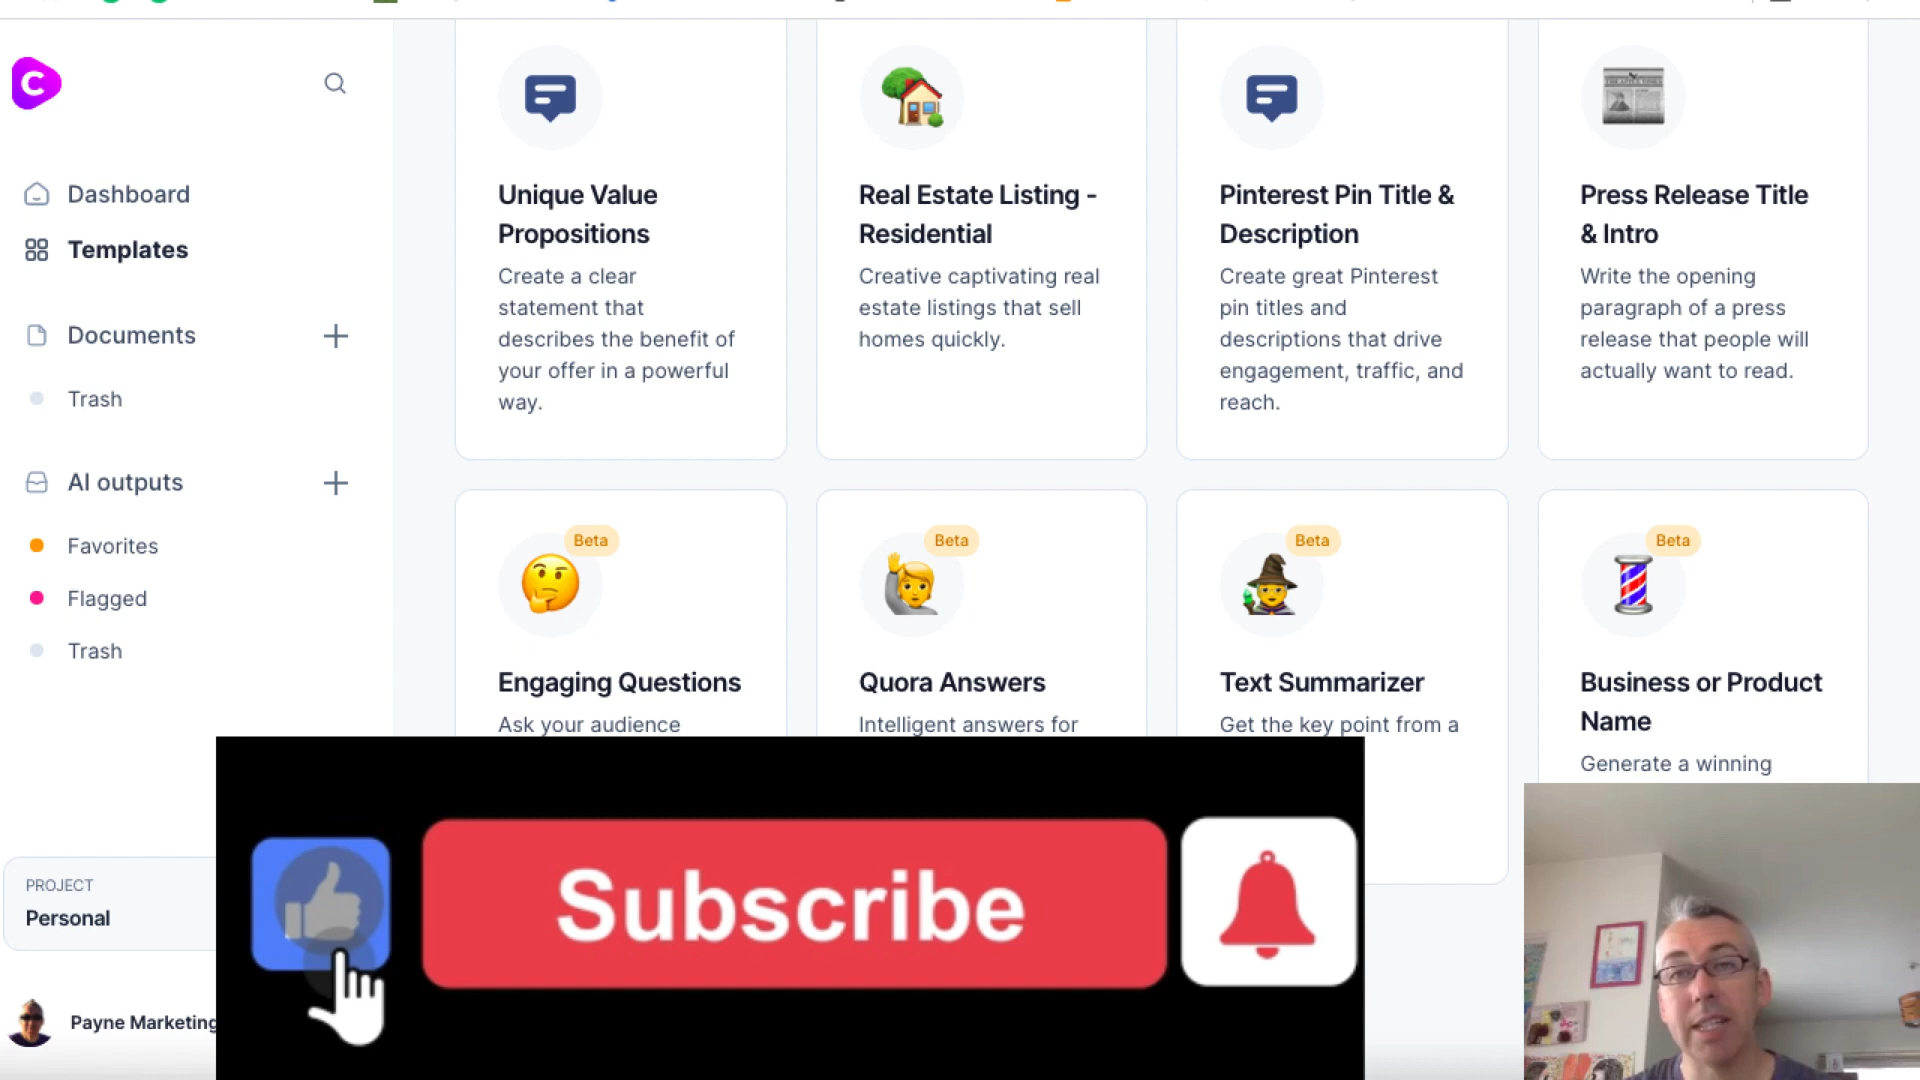 C
Dashboard
Templates
Documents
Trash
AI outputs
Favorites
Flagged
Trash
PROJECT
Personal
Payne Marketing
Unique Value
Propositions
Create a clear
statement that
describes the benefit of
your offer in a powerful
way.
Real Estate Listing -
Residential
Creative captivating real
estate listings that sell
homes quickly.
Pinterest Pin Title &
Description
Create great Pinterest
pin titles and
descriptions that drive
engagement, traffic, and
reach.
Press Release Title
& Intro
Write the opening
paragraph of a press
release that people will
actually want to read.
Beta
Engaging Questions
Ask your audience
Beta
Quora Answers
Intelligent answers for
Beta
Text Summarizer
Get the key point from a
Beta
Business or Product
Name
Generate a winning
Subscribe